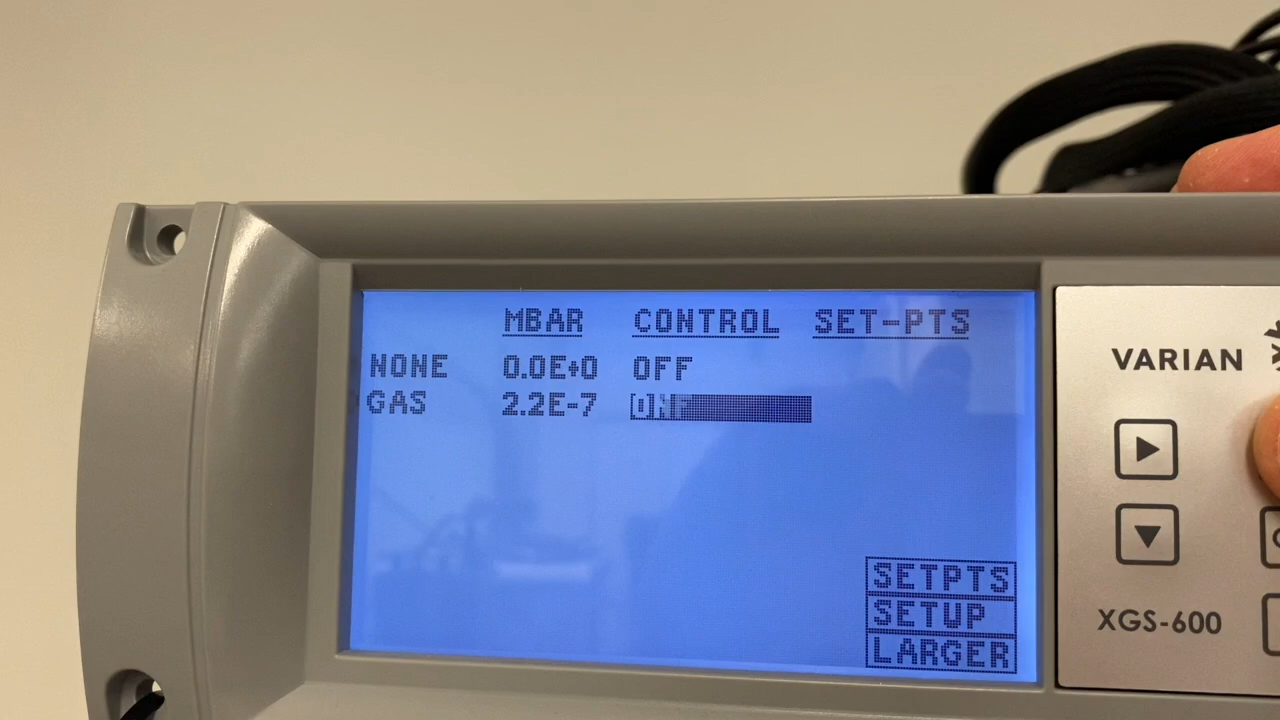 MBAR CONTROL SET-PTS
NONE 0.0E+0 OFF
GAS 2.2E-7
SETPTS
SETUP
LARGER
VARIAN
XGS-600